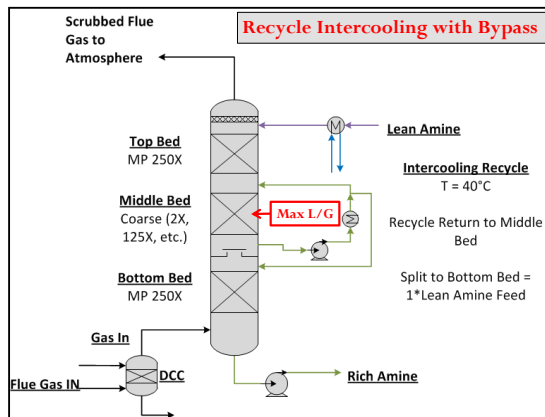 Recycle Intercooling with Bypass
Scrubbed Flue
Gas to
Atmosphere
M
Lean Amine
Top Bed
MP 250X
Intercooling Recycle
T = 40°C
Middle Bed
Coarse (2X,
125X, etc.)
Max L/G
M
Recycle Return to Middle
Bed
Bottom Bed
MP 250X
Split to Bottom Bed =
1*Lean Amine Feed
Gas In
DCC
Flue Gas IN
Rich Amine